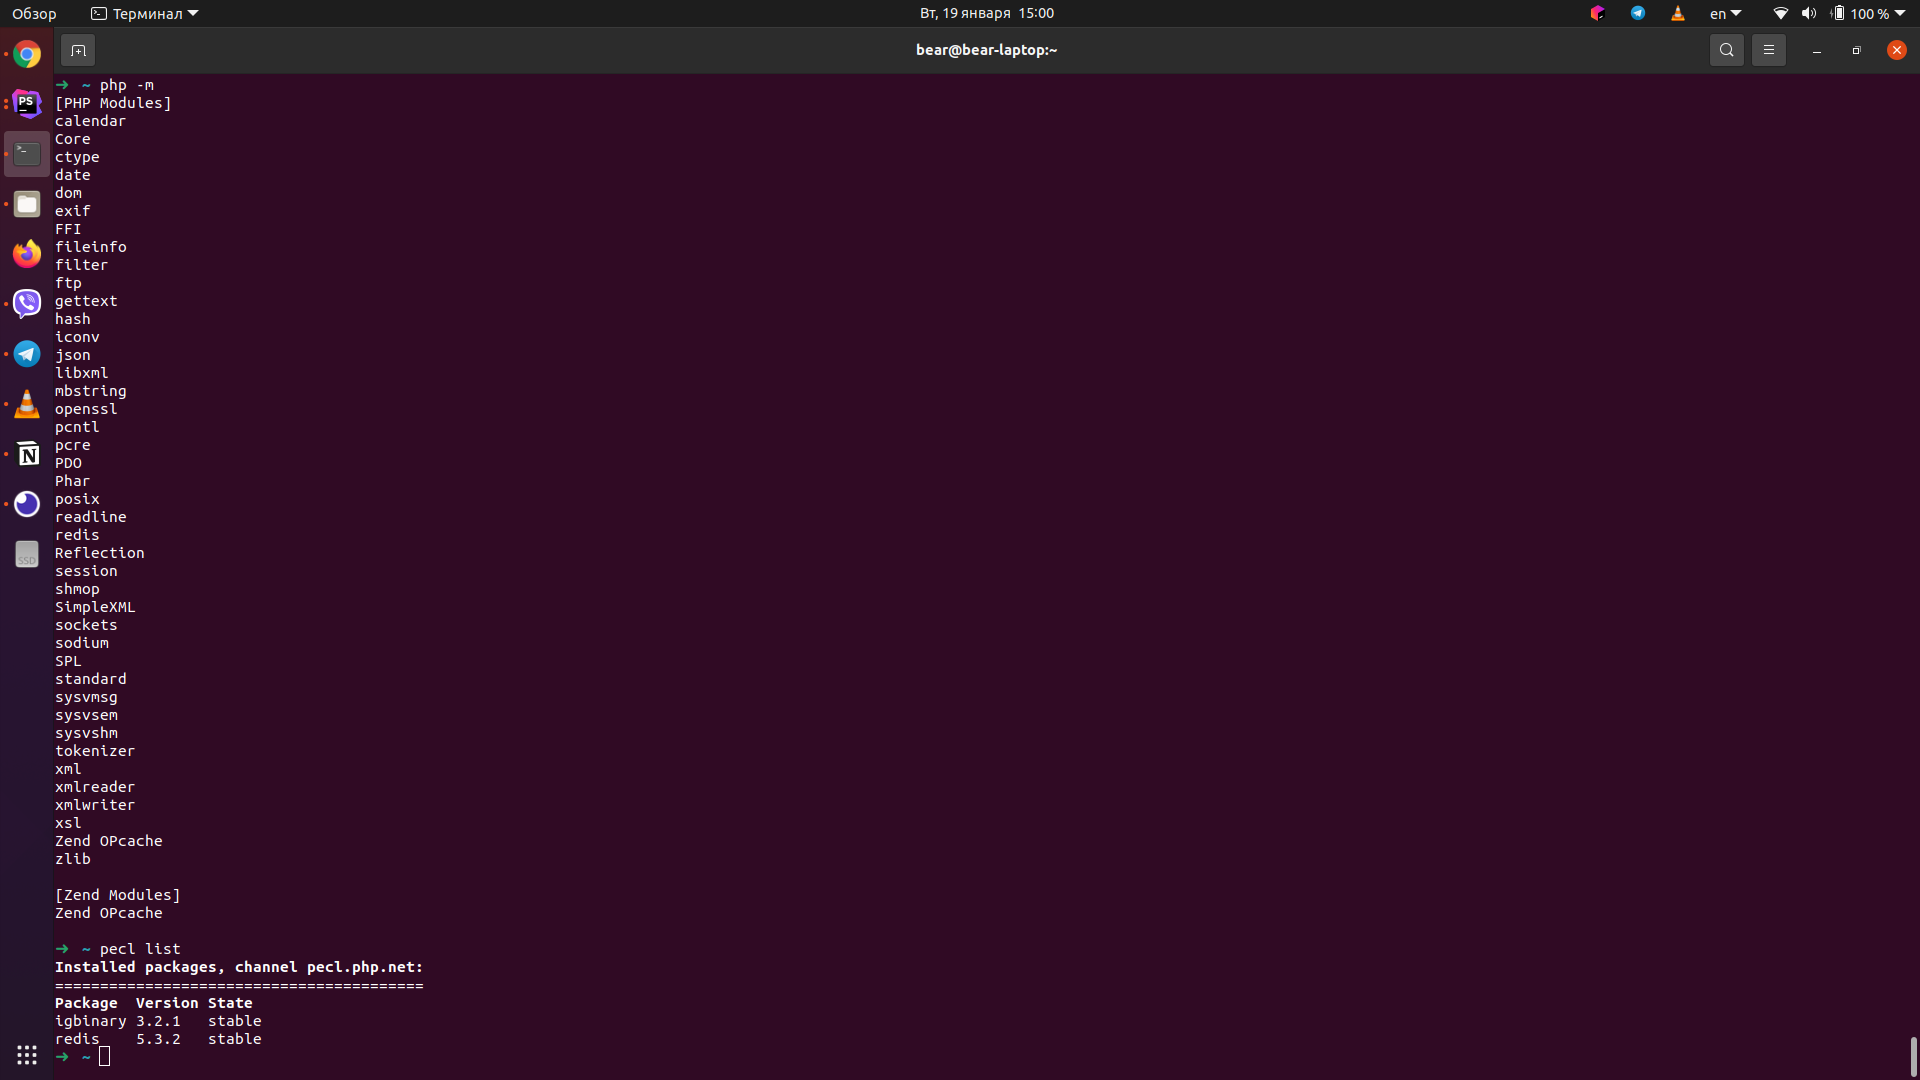 Обзор Терминал Вт, 19 января 15:00 en 100 %
bear@bear-laptop:~
➜ ~ php -m
[PHP Modules]
calendar
Core
ctype
date
dom
exif
FFI
fileinfo
filter
ftp
gettext
hash
iconv
json
libxml
mbstring
openssl
pcntl
pcre
PDO
Phar
posix
readline
redis
Reflection
session
shmop
SimpleXML
sockets
sodium
SPL
standard
sysvmsg
sysvsem
sysvshm
tokenizer
xml
xmlreader
xmlwriter
xsl
Zend OPcache
zlib
[Zend Modules]
Zend OPcache
➜ ~ pecl list
Installed packages, channel pecl.php.net:
=========================================
Package Version State
igbinary 3.2.1 stable
redis 5.3.2 stable
➜ ~
PS
N
SSD